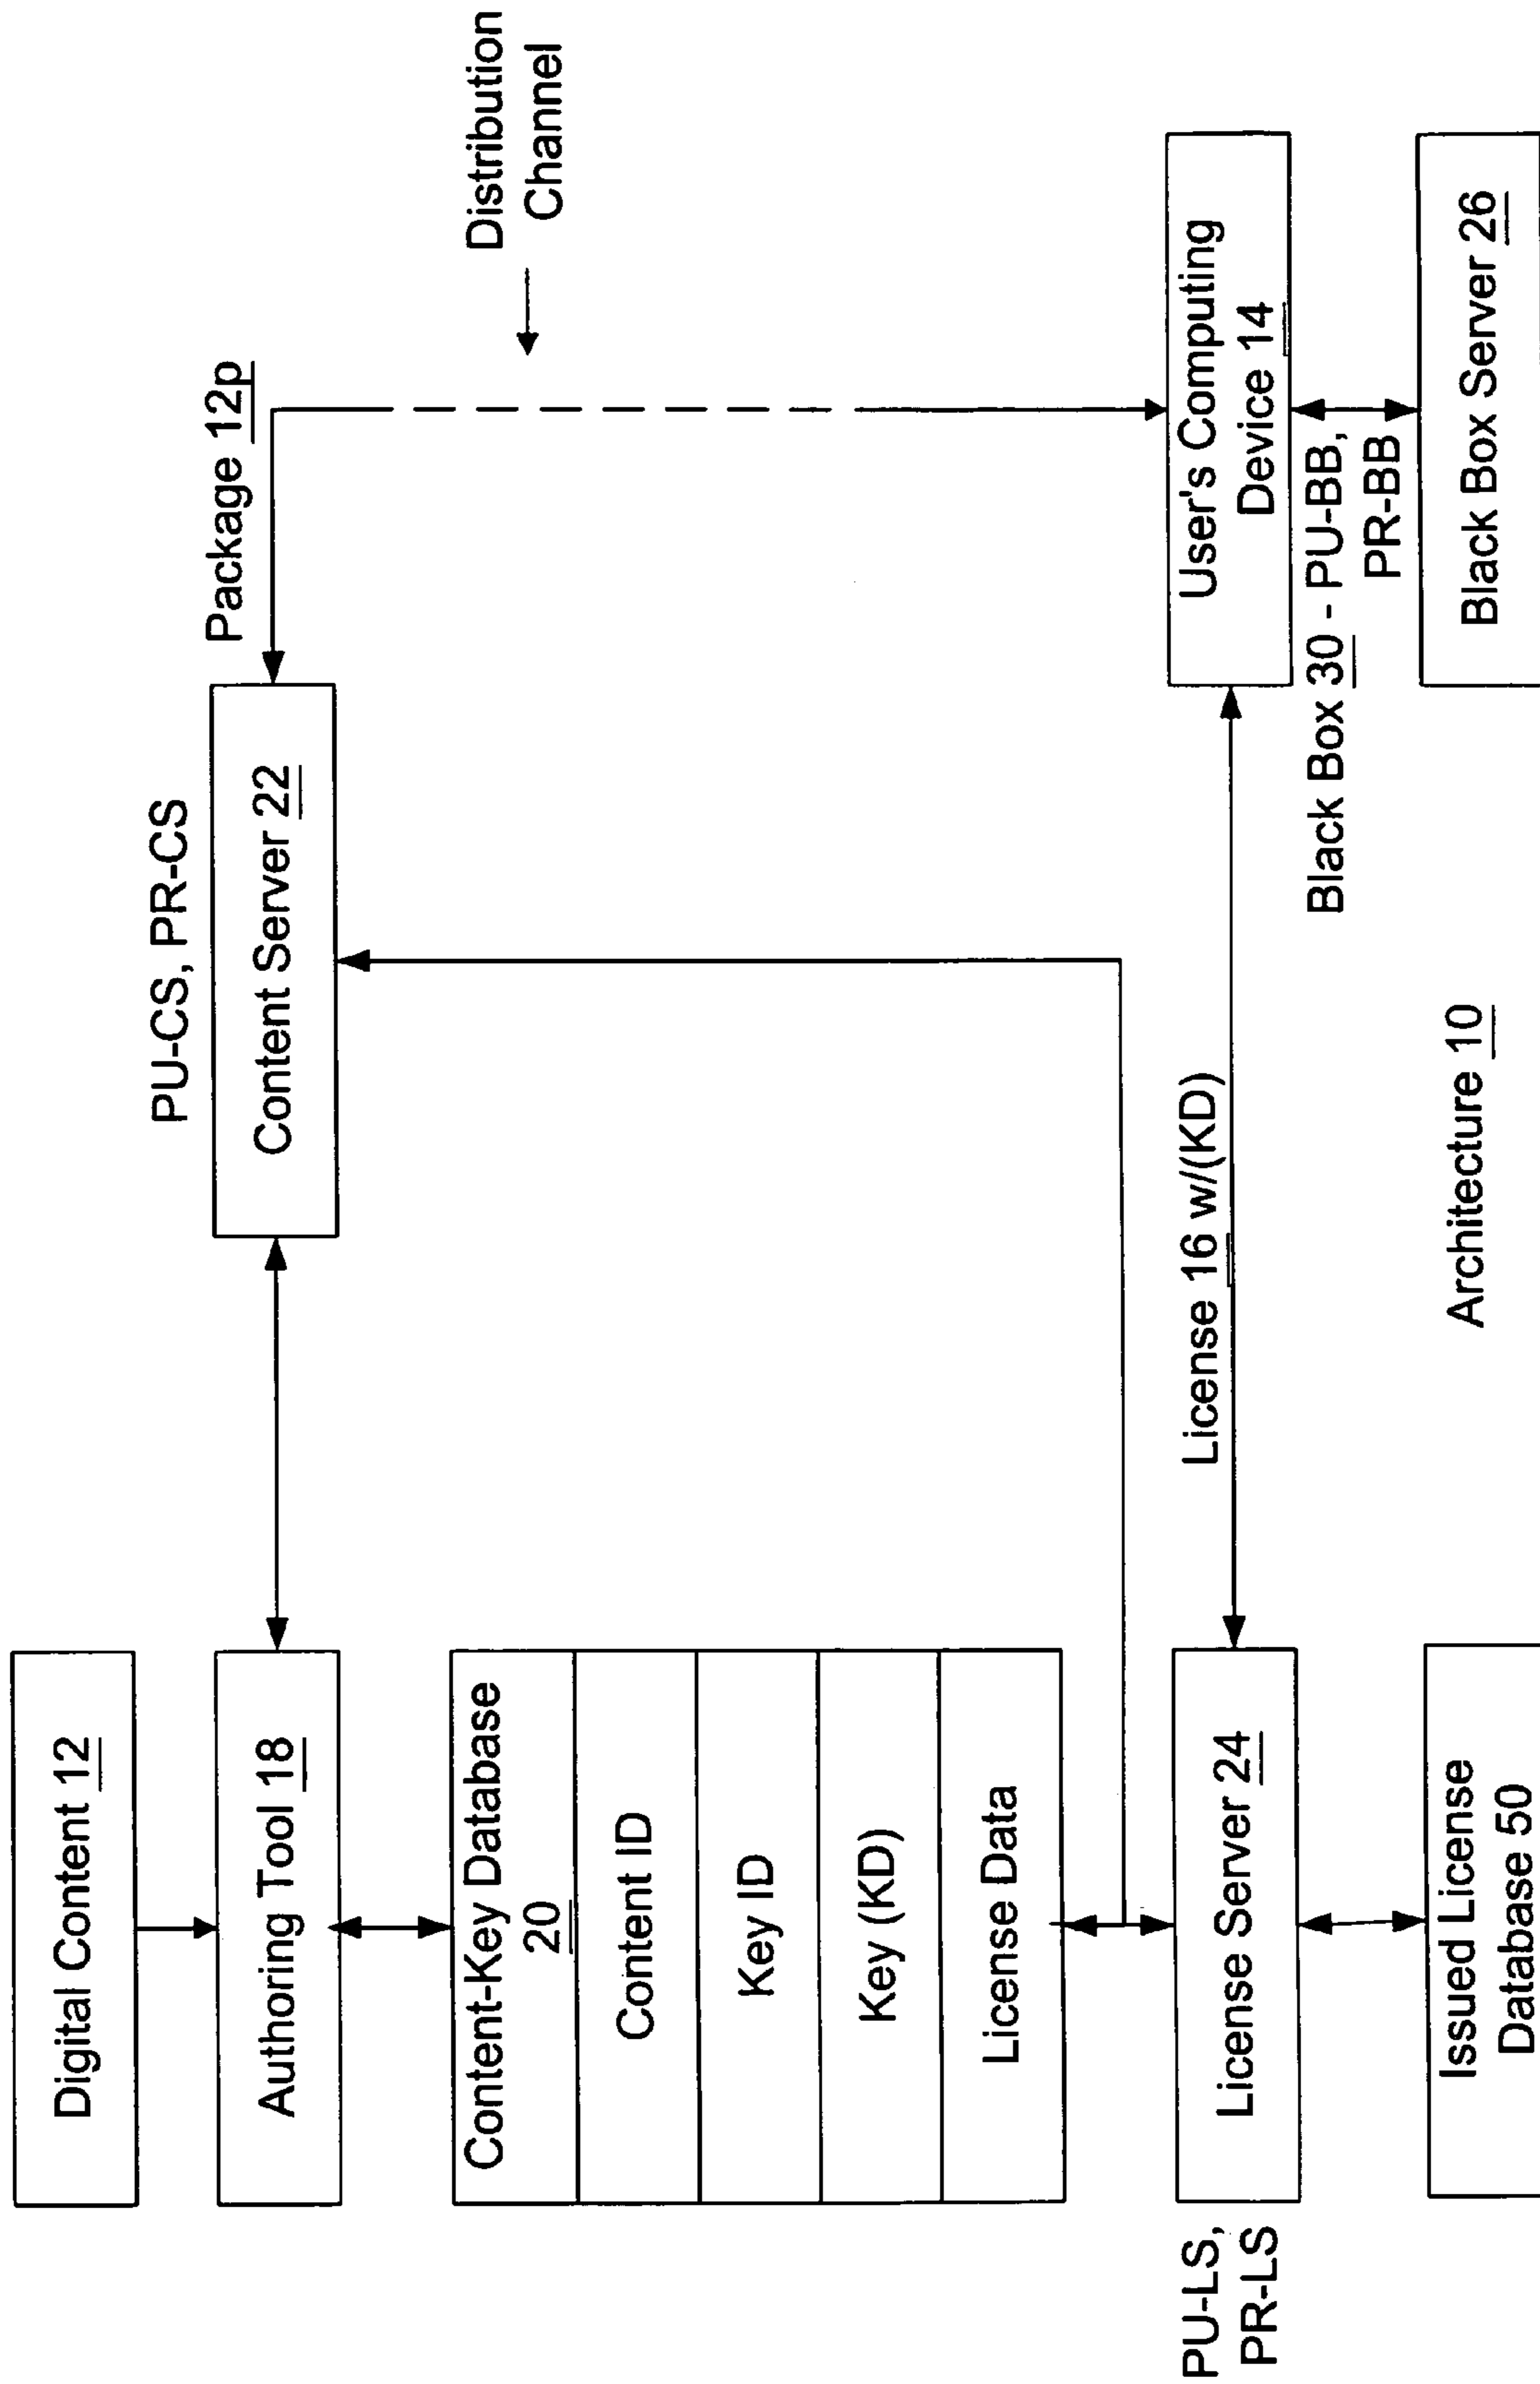 Digital Content 12
Authoring Tool 18
Content-Key Database
20
Content ID
Key ID
Key (KD)
License Data
PU-LS,
PR-LS
License Server 24
Issued License
Database 50
PU-CS, PR-CS
Content Server 22
Package 12p
Distribution
Channel
License 16 w/(KD)
User's Computing
Device 14
Black Box 30 - PU-BB,
PR-BB
Black Box Server 26
Architecture 10